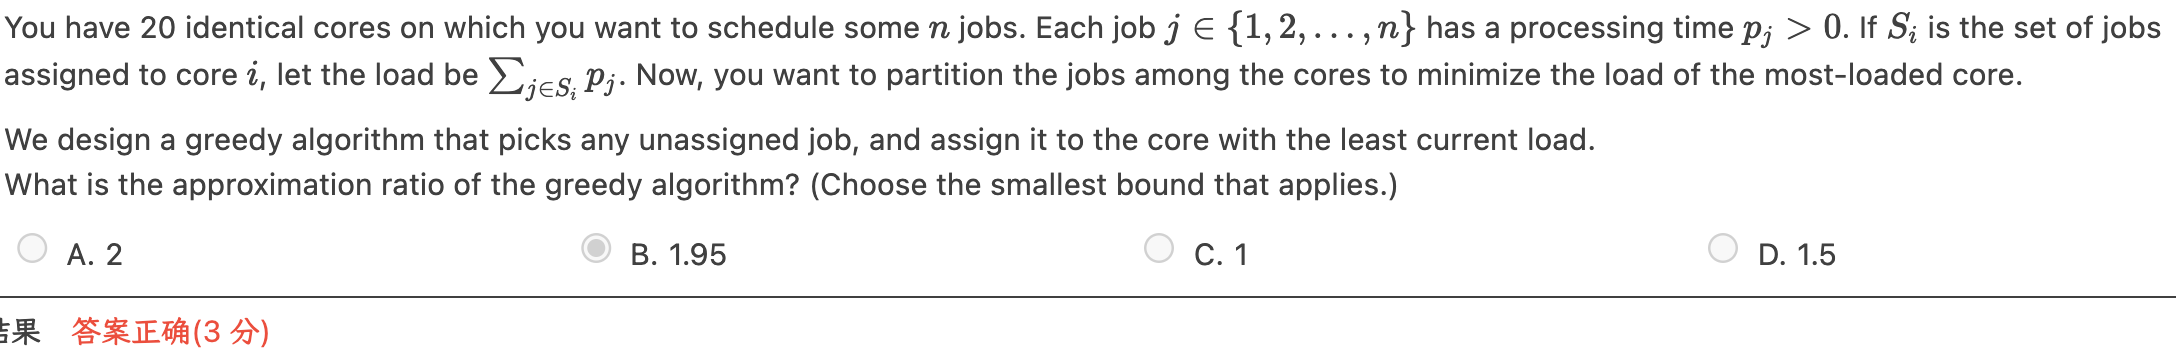 You have 20 identical cores on which you want to schedule some n jobs. Each job j ∈ {1, 2, . . . , n} has a processing time p_j > 0. If S_i is the set of jobs
assigned to core i, let the load be ∑_{j∈S_i} p_j. Now, you want to partition the jobs among the cores to minimize the load of the most-loaded core.
We design a greedy algorithm that picks any unassigned job, and assign it to the core with the least current load.
What is the approximation ratio of the greedy algorithm? (Choose the smallest bound that applies.)
A. 2 B. 1.95 C. 1 D. 1.5
果 答案正确(3 分)